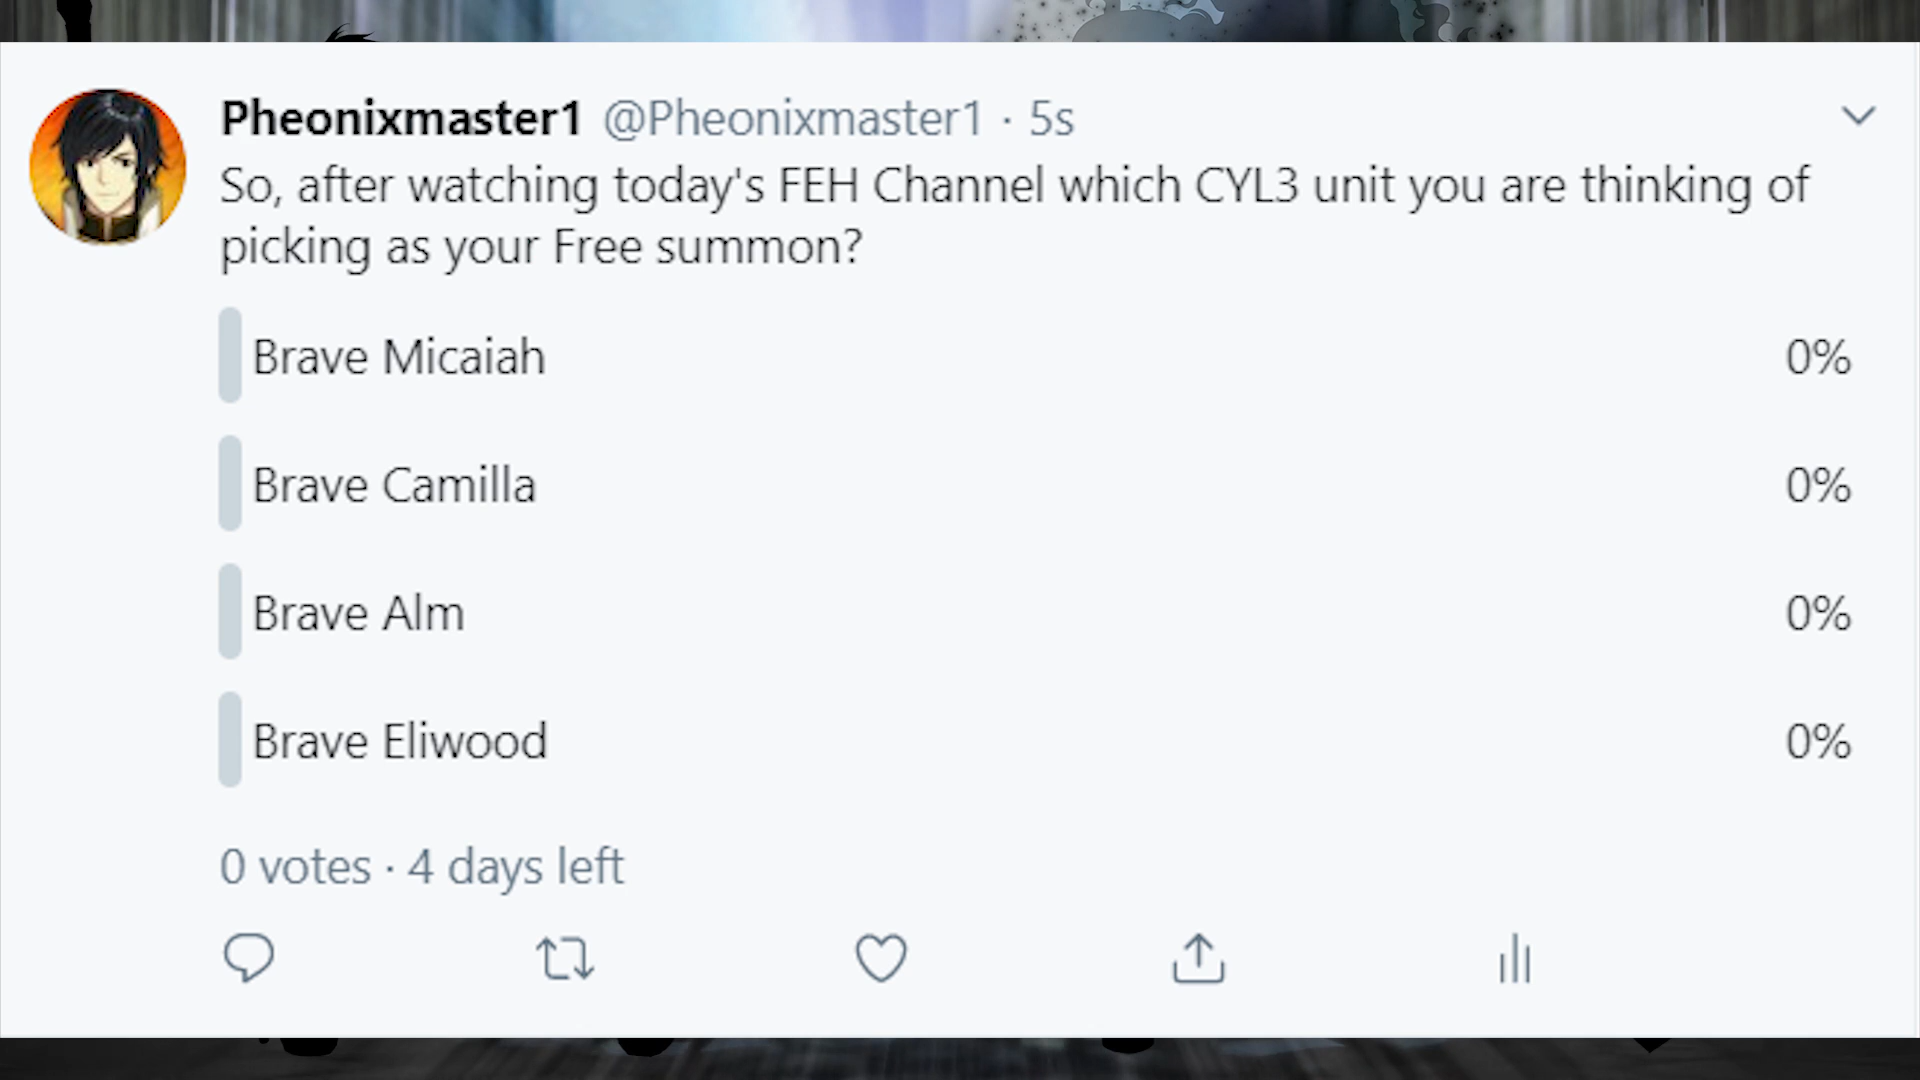 Pheonixmaster1 @Pheonixmaster1 · 5s
So, after watching today's FEH Channel which CYL3 unit you are thinking of
picking as your Free summon?
Brave Micaiah 0%
Brave Camilla 0%
Brave Alm 0%
Brave Eliwood 0%
0 votes · 4 days left